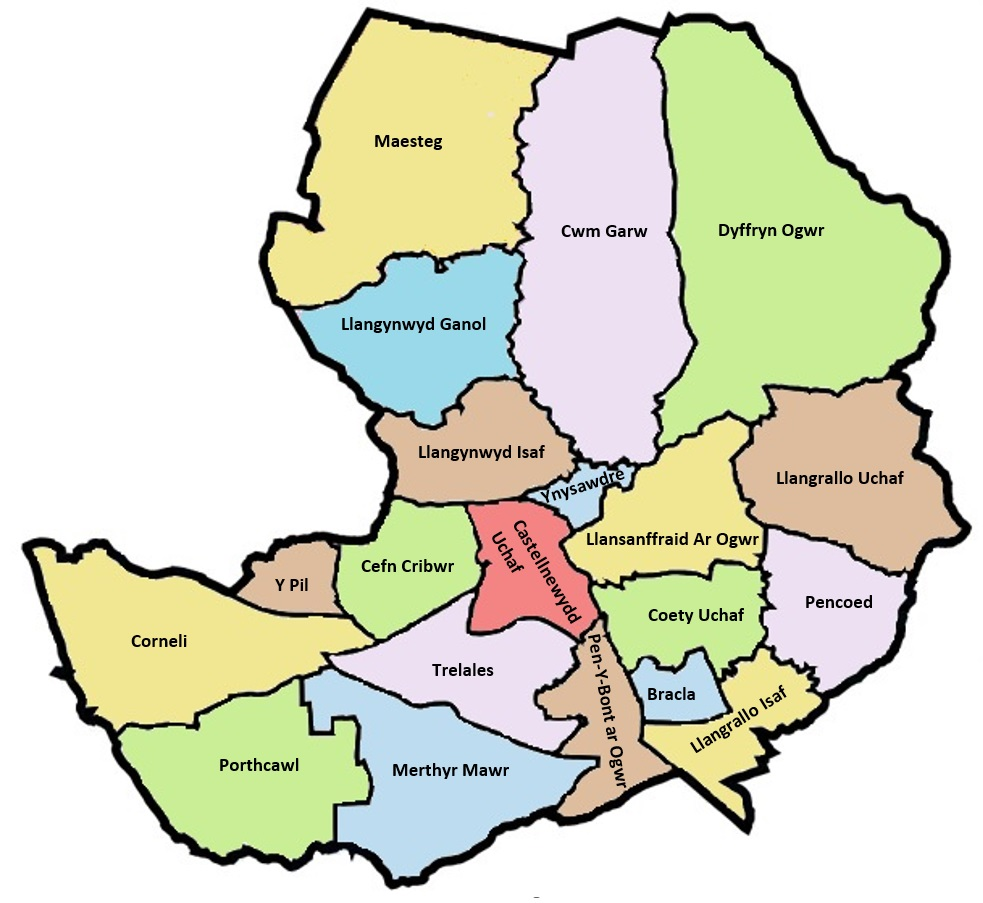 Maesteg
Cwm Garw
Dyffryn Ogwr
Llangynwyd Ganol
Llangynwyd Isaf
Ynysawdre
Llangrallo Uchaf
Castellnewydd
Uchaf
Llansanffraid Ar Ogwr
Cefn Cribwr
Y Pil
Pencoed
Coety Uchaf
Corneli
Trelales
Pen-Y-Bont ar Ogwr
Bracla
Llangrallo Isaf
Porthcawl
Merthyr Mawr